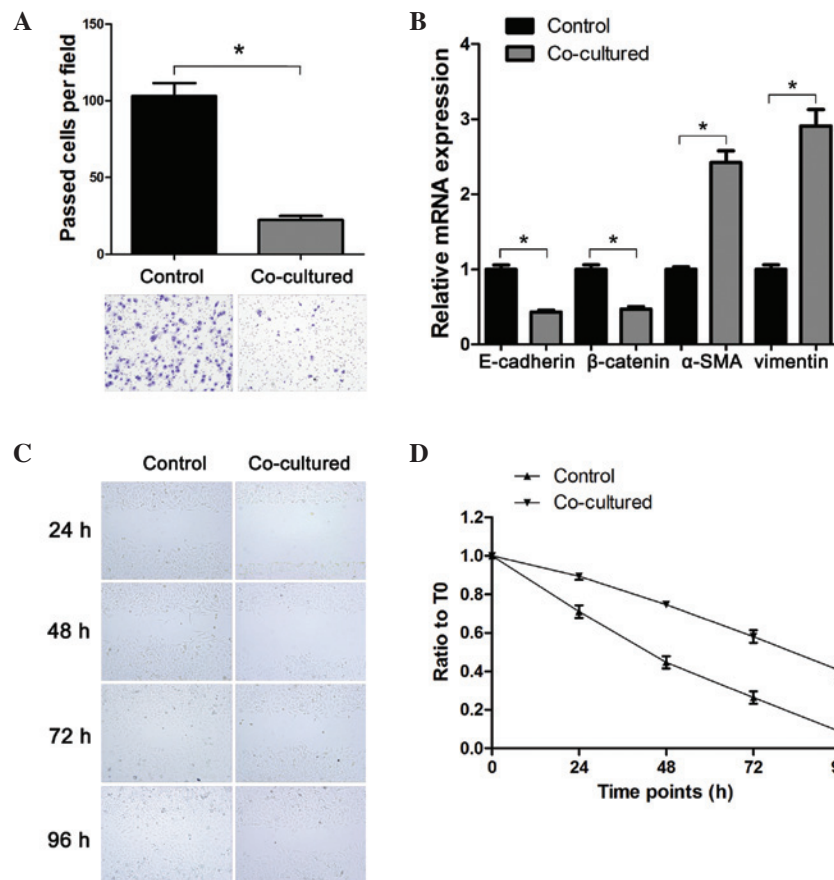 A
Passed cells per field
150
100
50
0
*
Control
Co-cultured
B
Control
Co-cultured
Relative mRNA expression
4
3
2
1
0
*
*
*
*
E-cadherin
β-catenin
α-SMA
vimentin
C
Control
Co-cultured
24 h
48 h
72 h
96 h
D
Control
Co-cultured
Ratio to T0
1.2
1.0
0.8
0.6
0.4
0.2
0.0
0
24
48
72
9
Time points (h)